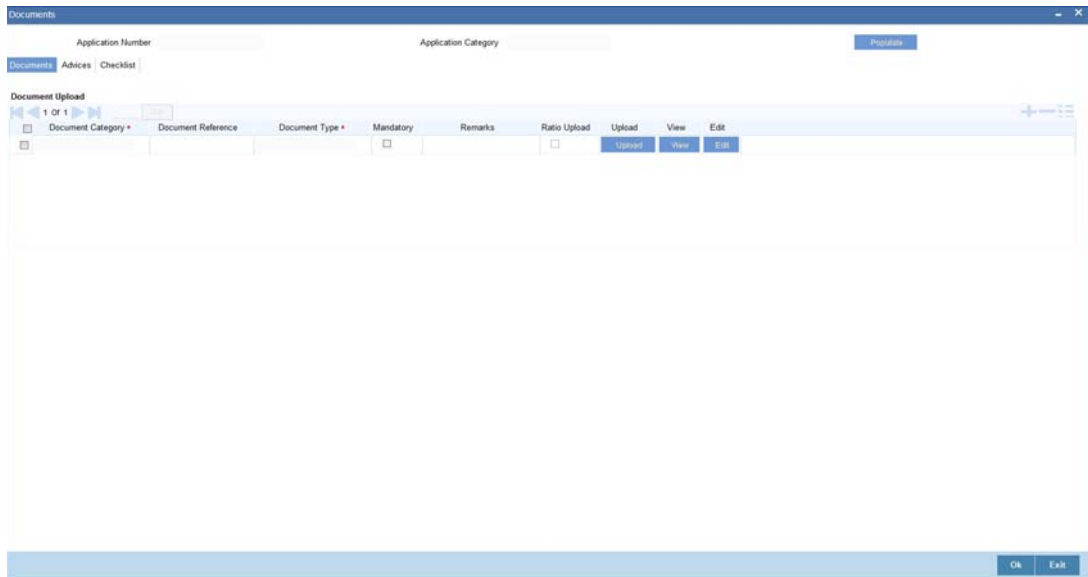 Documents
Application Number Application Category Populate
Documents Advices Checklist
Document Upload
1 Of 1
Document Category * Document Reference Document Type * Mandatory Remarks Ratio Upload Upload View Edit
Upload View Edit
Ok Exit